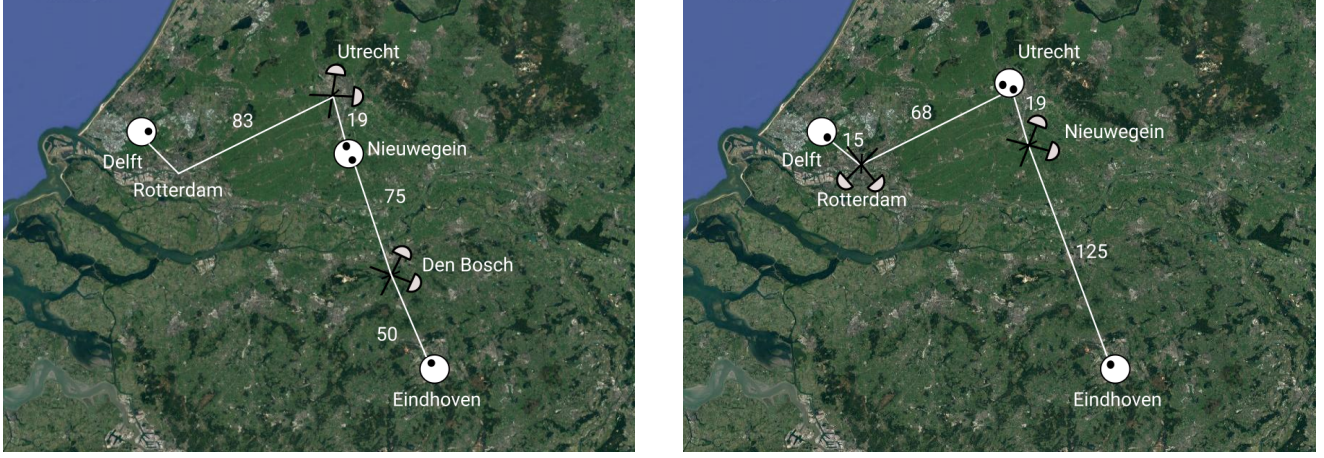 Utrecht
83
19
Nieuwegein
Delft
Rotterdam
75
Den Bosch
50
Eindhoven
Utrecht
68
19
Nieuwegein
15
Delft
Rotterdam
125
Eindhoven